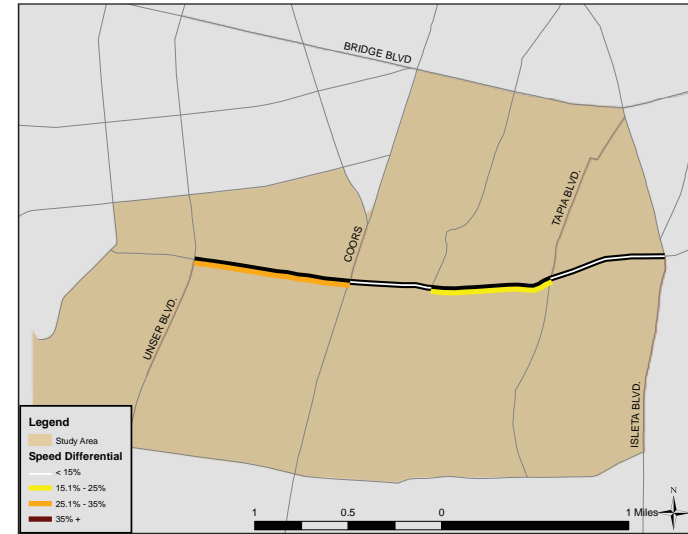 BRIDGE BLVD
TAPIA BLVD.
COORS
UNSER BLVD.
ISLETA BLVD.
Legend
Study Area
Speed Differential
< 15%
15.1% - 25%
25.1% - 35%
35% +
1 0.5 0 1 Miles
N